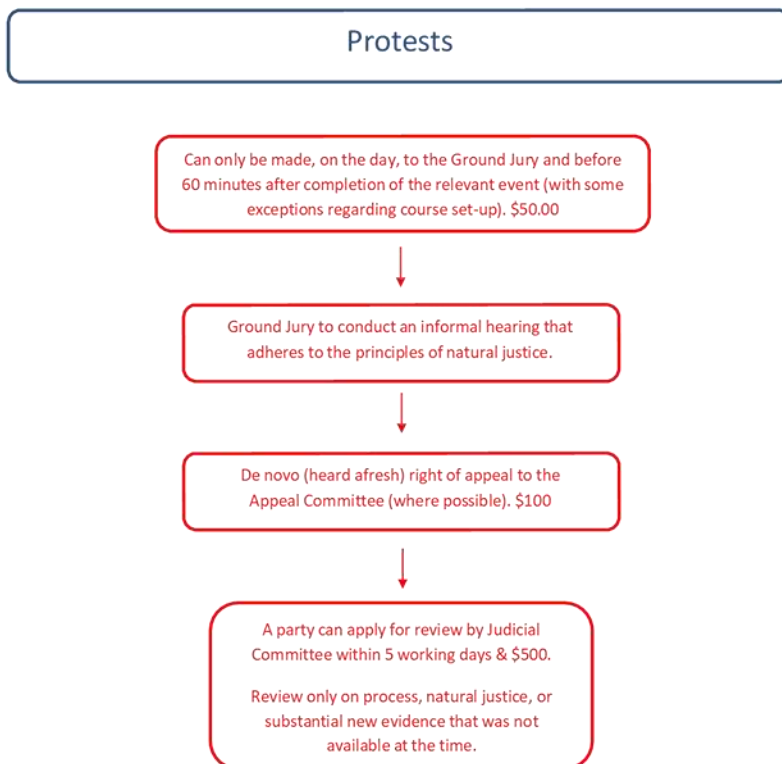 Protests
Can only be made, on the day, to the Ground Jury and before
60 minutes after completion of the relevant event (with some
exceptions regarding course set-up). $50.00
Ground Jury to conduct an informal hearing that
adheres to the principles of natural justice.
De novo (heard afresh) right of appeal to the
Appeal Committee (where possible). $100
A party can apply for review by Judicial
Committee within 5 working days & $500.
Review only on process, natural justice, or
substantial new evidence that was not
available at the time.